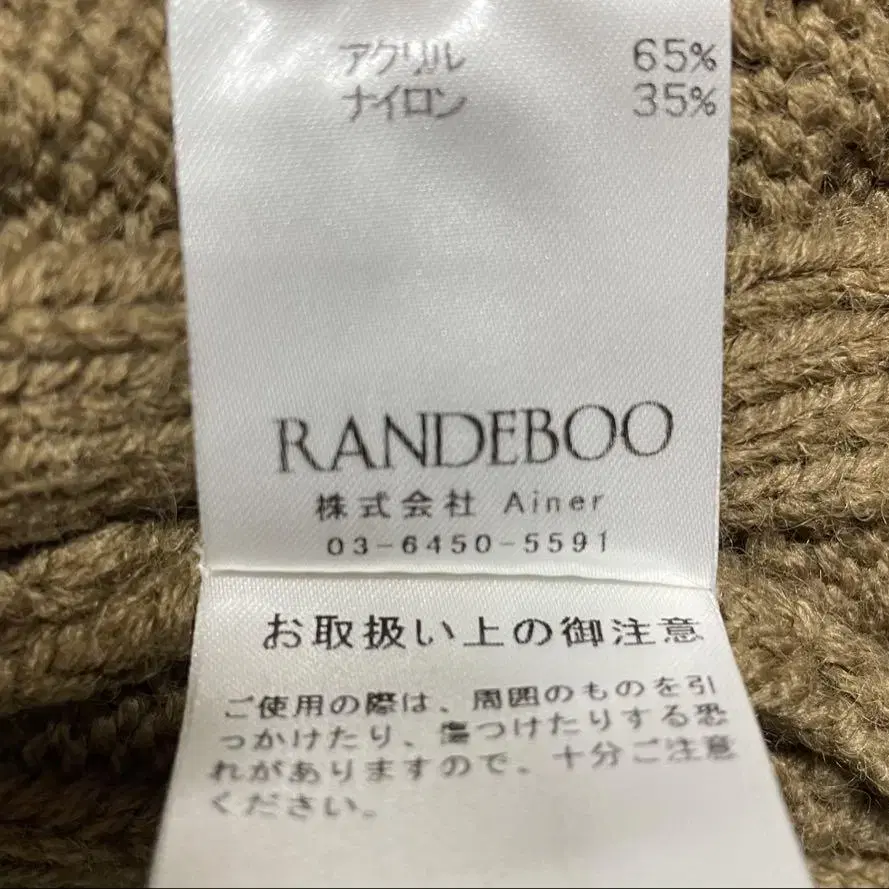 アクリル 65%
ナイロン 35%
RANDEBOO
株式会社 Ainer
03-6450-5591
お取扱い上の御注意
ご使用の際は、周囲のものを引
っかけたり、傷つけたりする恐
れがありますので、十分ご注意
ください。